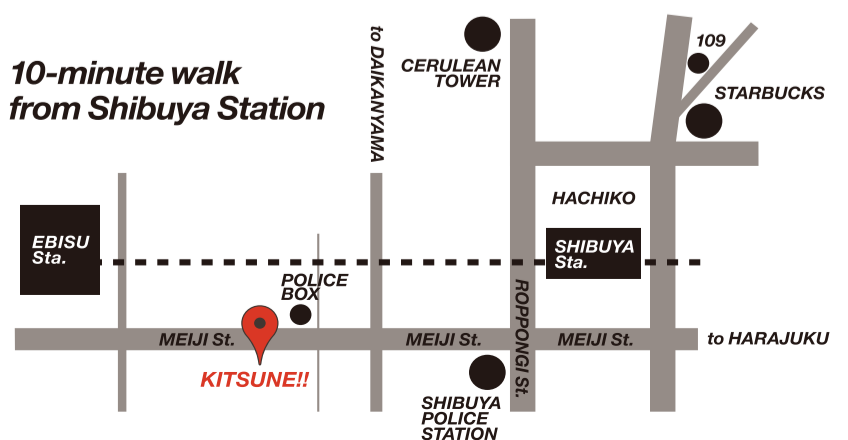 10-minute walk
from Shibuya Station
to DAIKANYAMA
CERULEAN
TOWER
109
STARBUCKS
HACHIKO
EBISU
Sta.
SHIBUYA
Sta.
POLICE
BOX
MEIJI St.
MEIJI St.
ROPPONGI St.
MEIJI St.
to HARAJUKU
KITSUNE!!
SHIBUYA
POLICE
STATION